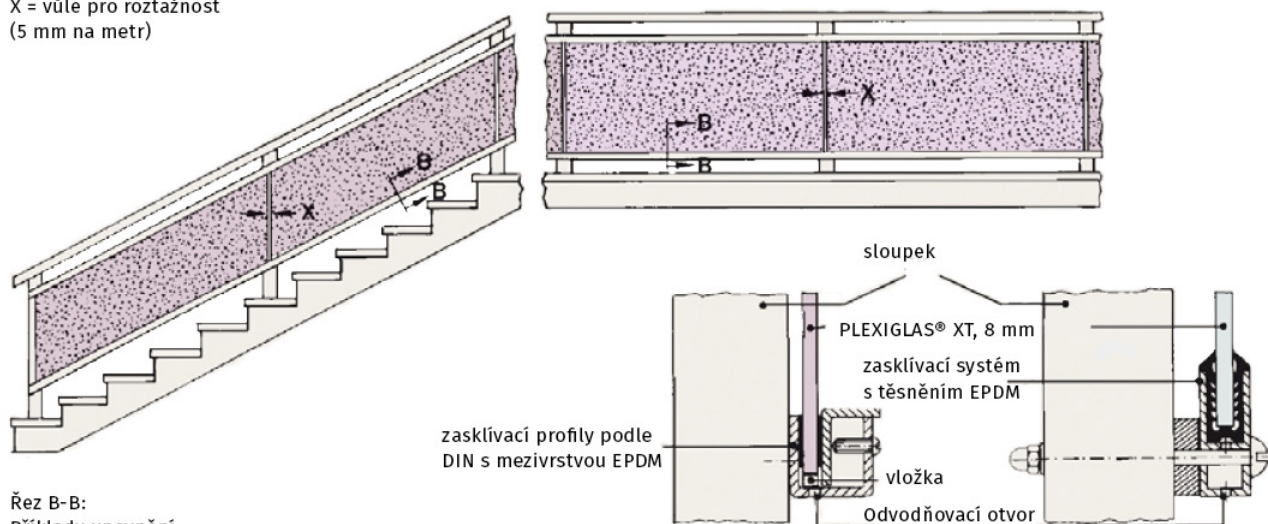 X = vůle pro roztažnost
(5 mm na metr)
X
B
B
X
B
B
sloupek
PLEXIGLAS® XT, 8 mm
zasklívací systém
s těsněním EPDM
zasklívací profily podle
DIN s mezivrstvou EPDM
vložka
Odvodňovací otvor
Řez B-B: